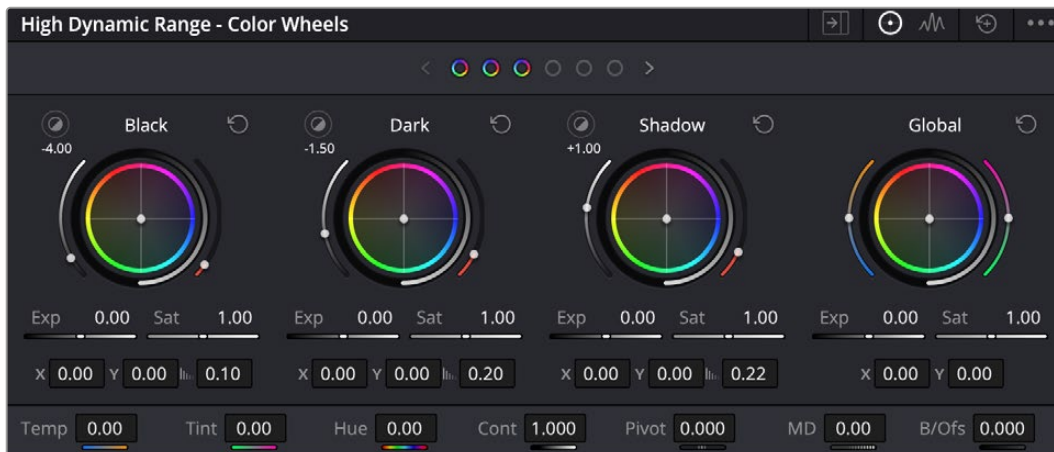 High Dynamic Range - Color Wheels
Black Dark Shadow Global
-4.00 -1.50 +1.00
Exp 0.00 Sat 1.00 Exp 0.00 Sat 1.00 Exp 0.00 Sat 1.00 Exp 0.00 Sat 1.00
X 0.00 Y 0.00 0.10 X 0.00 Y 0.00 0.20 X 0.00 Y 0.00 0.22 X 0.00 Y 0.00
Temp 0.00 Tint 0.00 Hue 0.00 Cont 1.000 Pivot 0.000 MD 0.00 B/Ofs 0.000